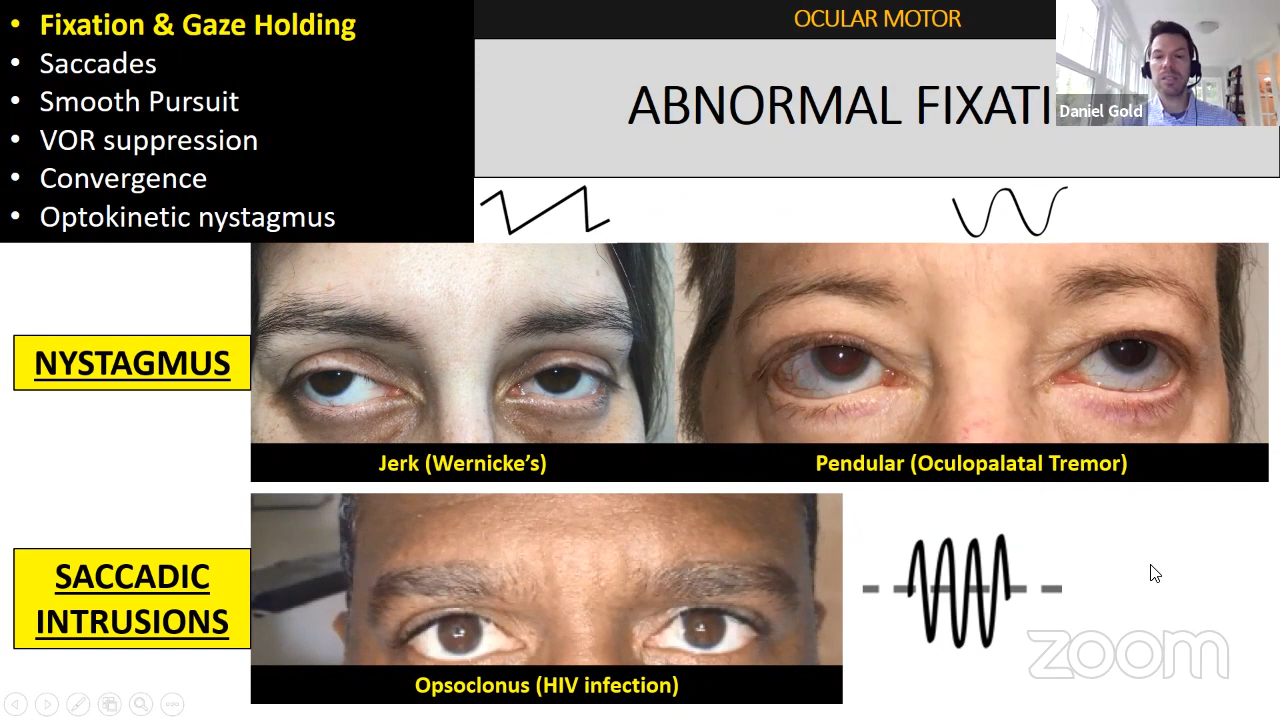 • Fixation & Gaze Holding
• Saccades
• Smooth Pursuit
• VOR suppression
• Convergence
• Optokinetic nystagmus
OCULAR MOTOR
ABNORMAL FIXATI
Daniel Gold
NYSTAGMUS
Jerk (Wernicke’s)
Pendular (Oculopalatal Tremor)
SACCADIC
INTRUSIONS
Opsoclonus (HIV infection)
zoom